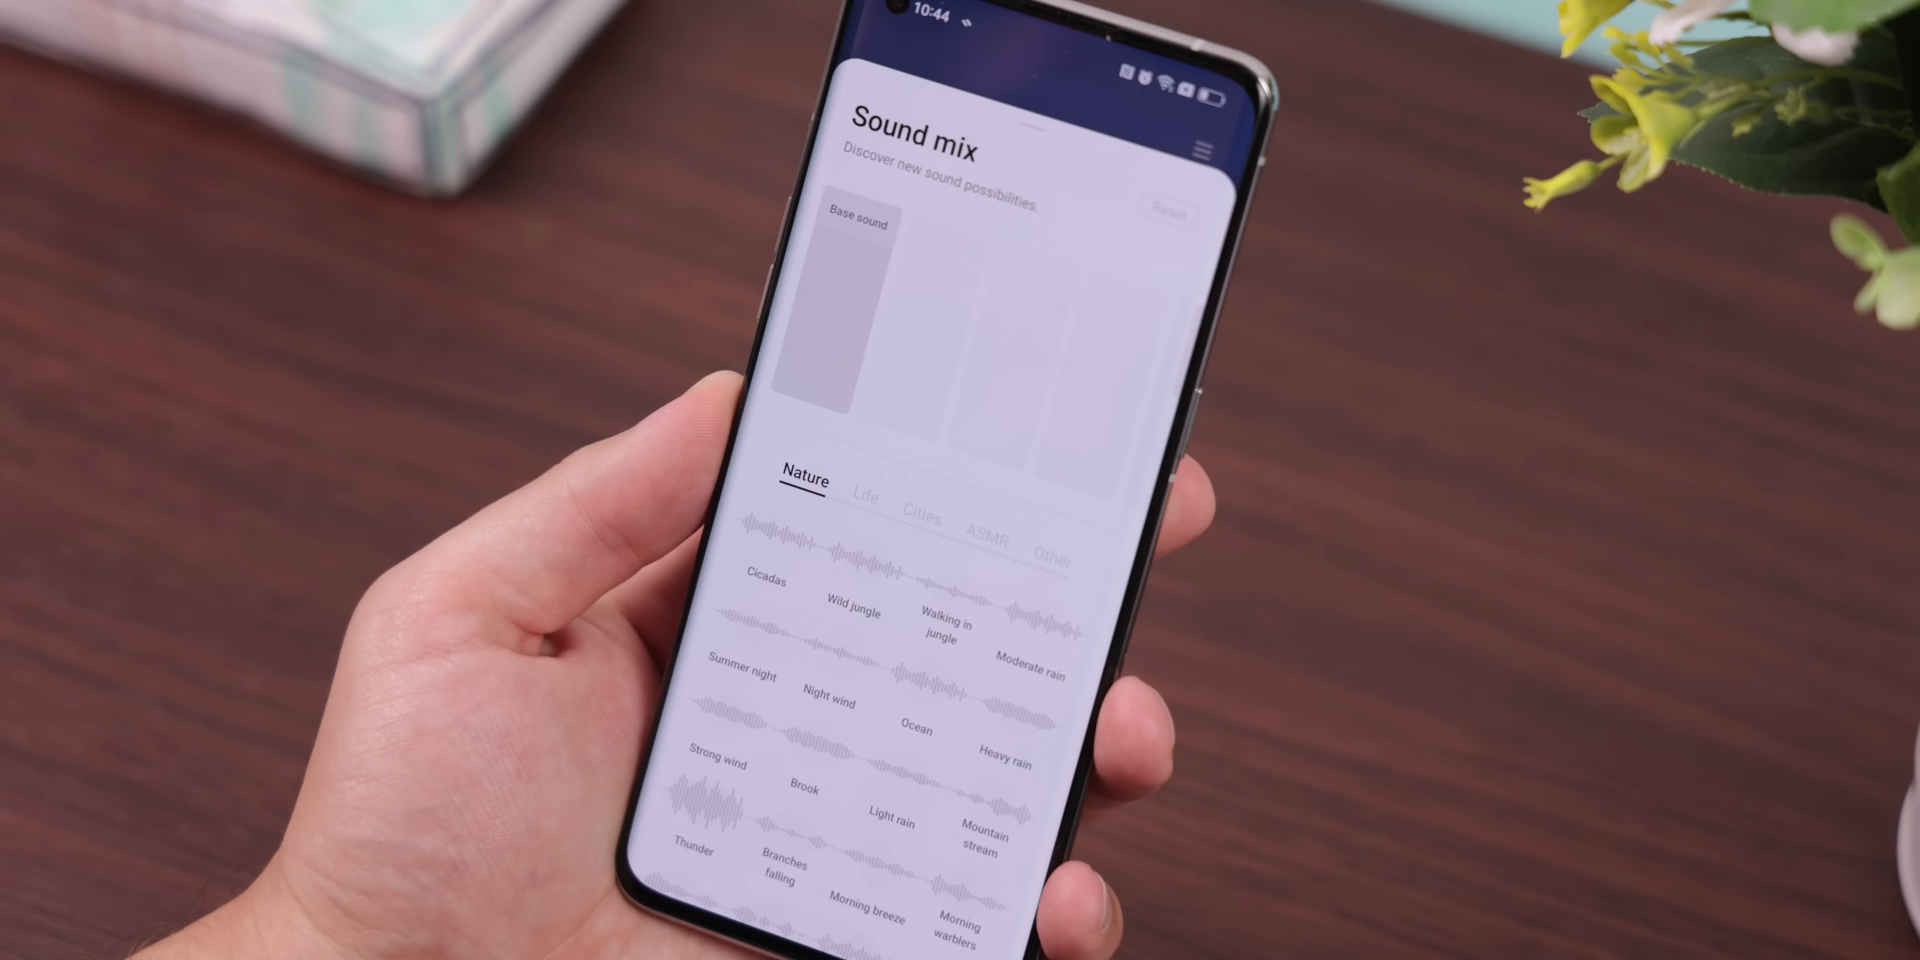 10:44
Sound mix
Discover new sound possibilities.
Reset
Base sound
Nature Life Cities ASMR Other
Cicadas Wild jungle Walking in
jungle Moderate rain
Summer night Night wind Ocean Heavy rain
Strong wind Brook Light rain Mountain
stream
Thunder Branches
falling Morning breeze Morning
warblers